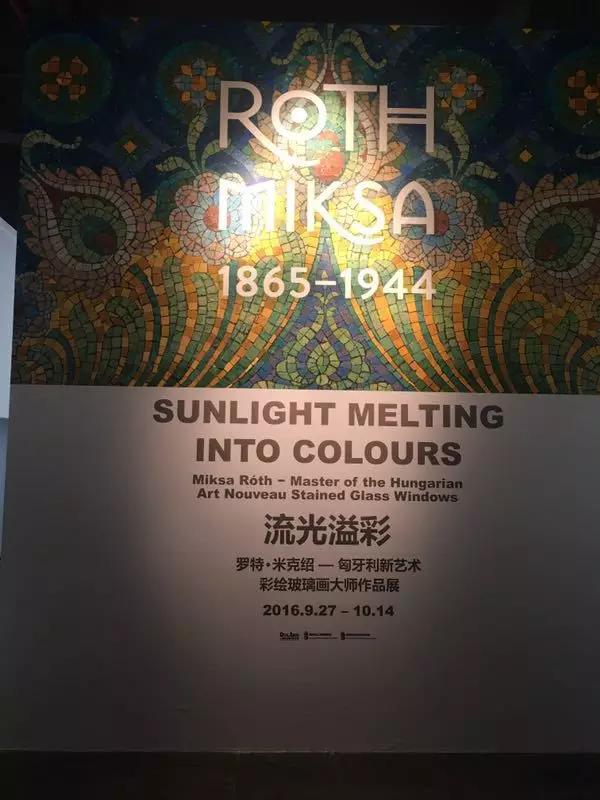 ROTH
MIKSA
1865-1944
SUNLIGHT MELTING
INTO COLOURS
Miksa Róth – Master of the Hungarian
Art Nouveau Stained Glass Windows
流光溢彩
罗特·米克绍 — 匈牙利新艺术
彩绘玻璃画大师作品展
2016.9.27 – 10.14